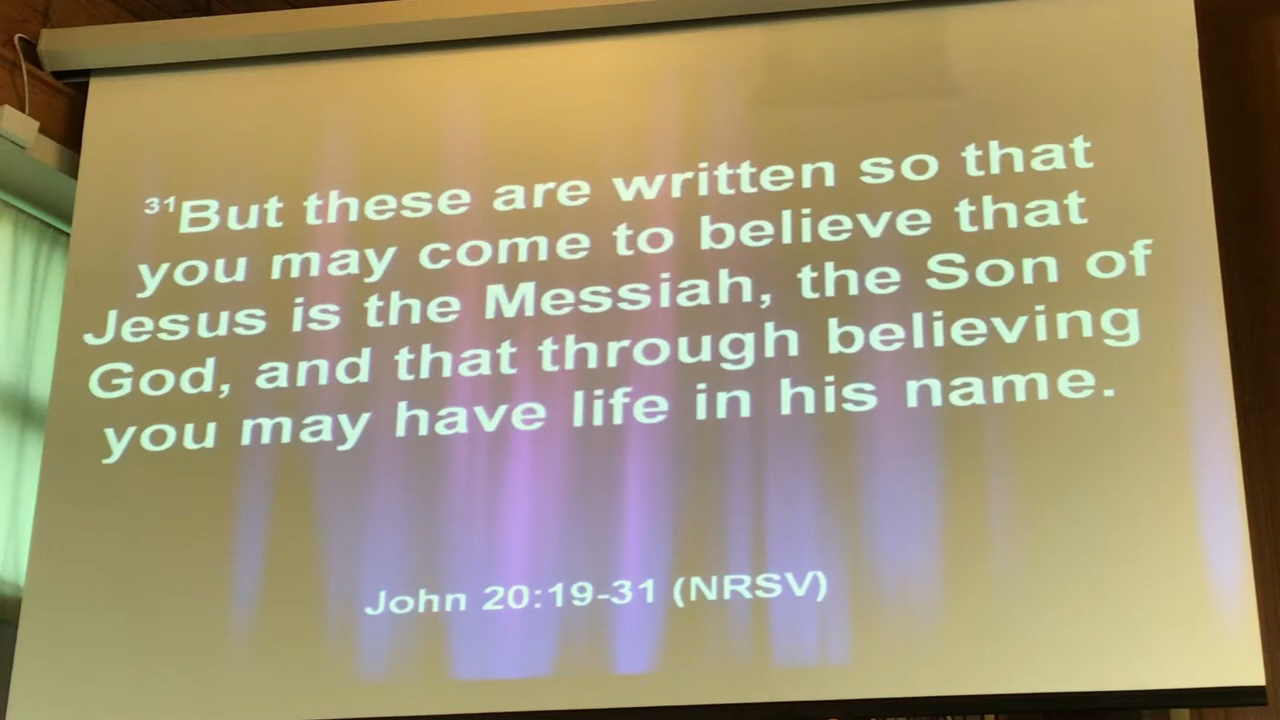 ³¹But these are written so that
you may come to believe that
Jesus is the Messiah, the Son of
God, and that through believing
you may have life in his name.
John 20:19-31 (NRSV)